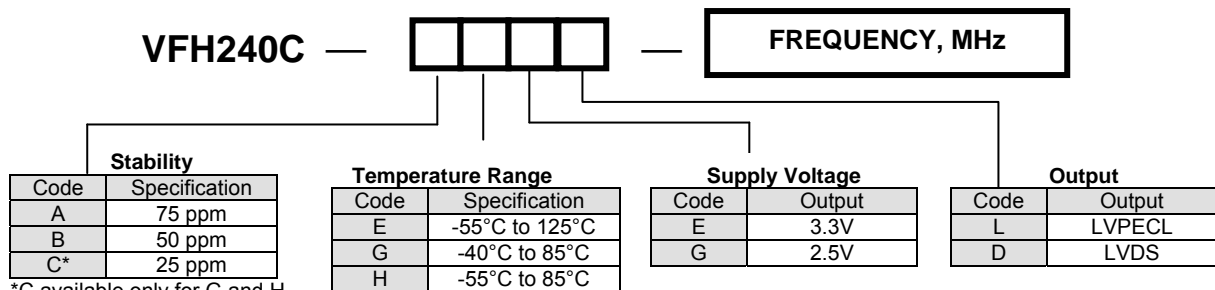 VFH240C — — FREQUENCY, MHz
Stability
Code Specification
A 75 ppm
B 50 ppm
C* 25 ppm
*C available only for G and H
Temperature Range
Code Specification
E -55°C to 125°C
G -40°C to 85°C
H -55°C to 85°C
Supply Voltage
Code Output
E 3.3V
G 2.5V
Output
Code Output
L LVPECL
D LVDS